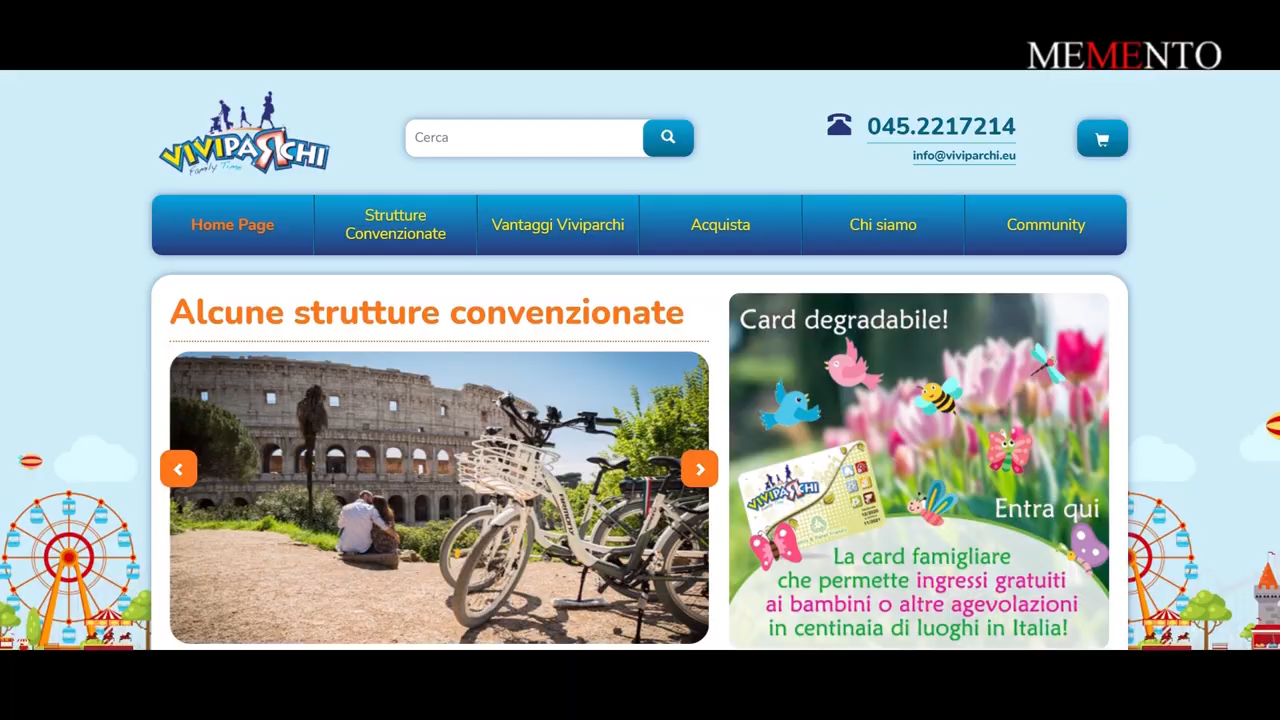 MEMENTO
VIVIPARCHI
Family Time
Cerca
045.2217214
info@viviparchi.eu
Home Page
Strutture
Convenzionate
Vantaggi Viviparchi
Acquista
Chi siamo
Community
Alcune strutture convenzionate
Card degradabile!
VIVIPARCHI
Entra qui
La card famigliare
che permette ingressi gratuiti
ai bambini o altre agevolazioni
in centinaia di luoghi in Italia!